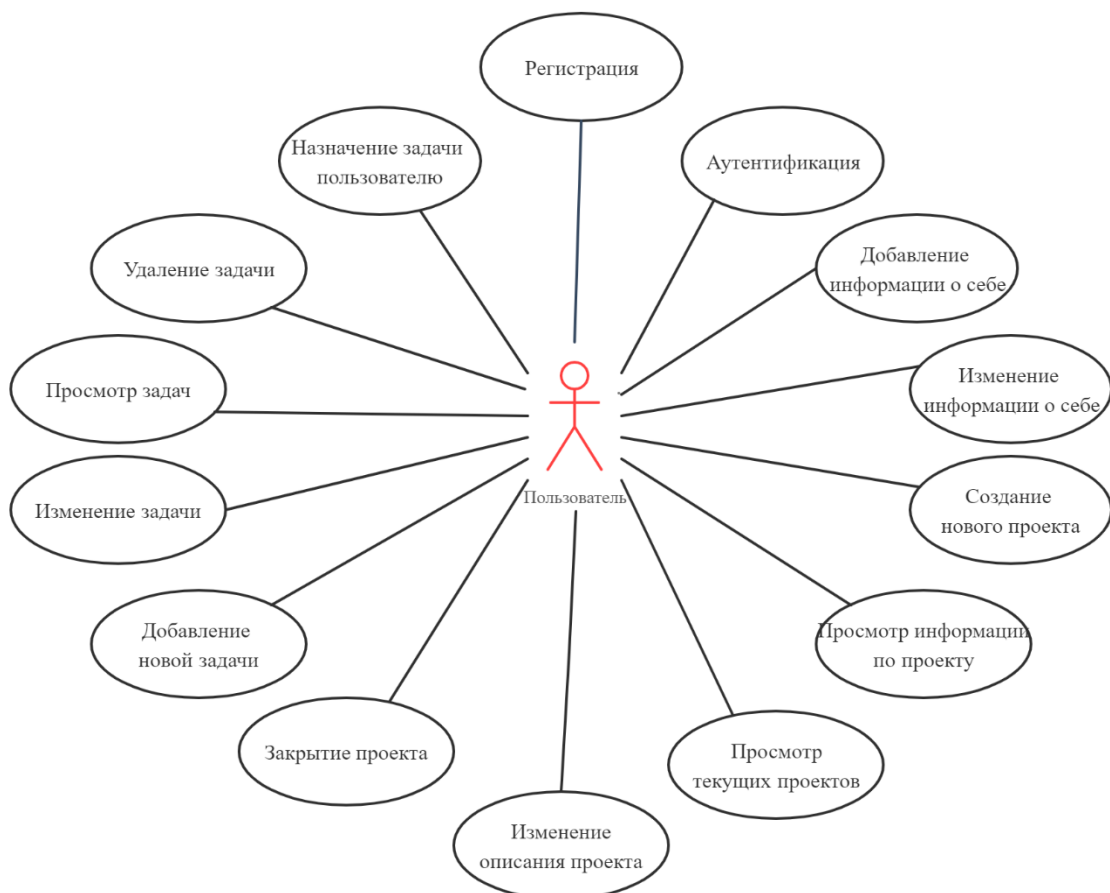 Регистрация
Назначение задачи
пользователю
Аутентификация
Удаление задачи
Добавление
информации о себе
Просмотр задач
Изменение
информации о себе
Пользователь
Изменение задачи
Создание
нового проекта
Добавление
новой задачи
Просмотр информации
по проекту
Закрытие проекта
Просмотр
текущих проектов
Изменение
описания проекта